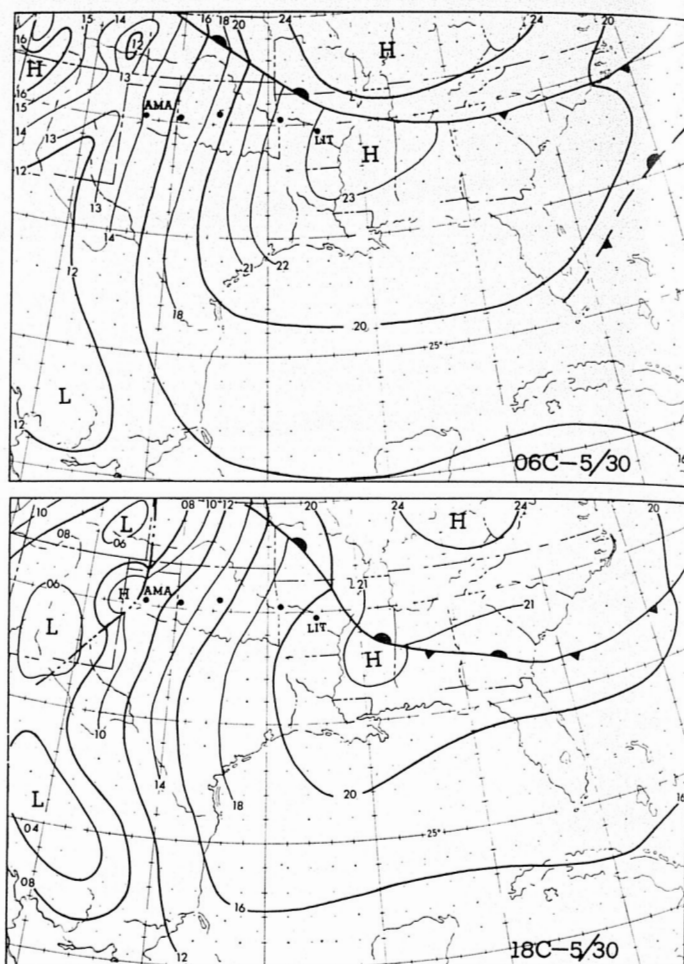 15 14 16 18 20 24 24 20
16 12 H
H 13
16
15 AMA
14 LIT
13 H
12 23
13
14 21 22
12
18
20
25°
L
12
06C–5/30
16
10 08 10 12 20 24 24 20
L H
08 06
06 H AMA 21
21
L LIT
H
10
14
18
L 20 16
04 25°
08
16
12
18C–5/30